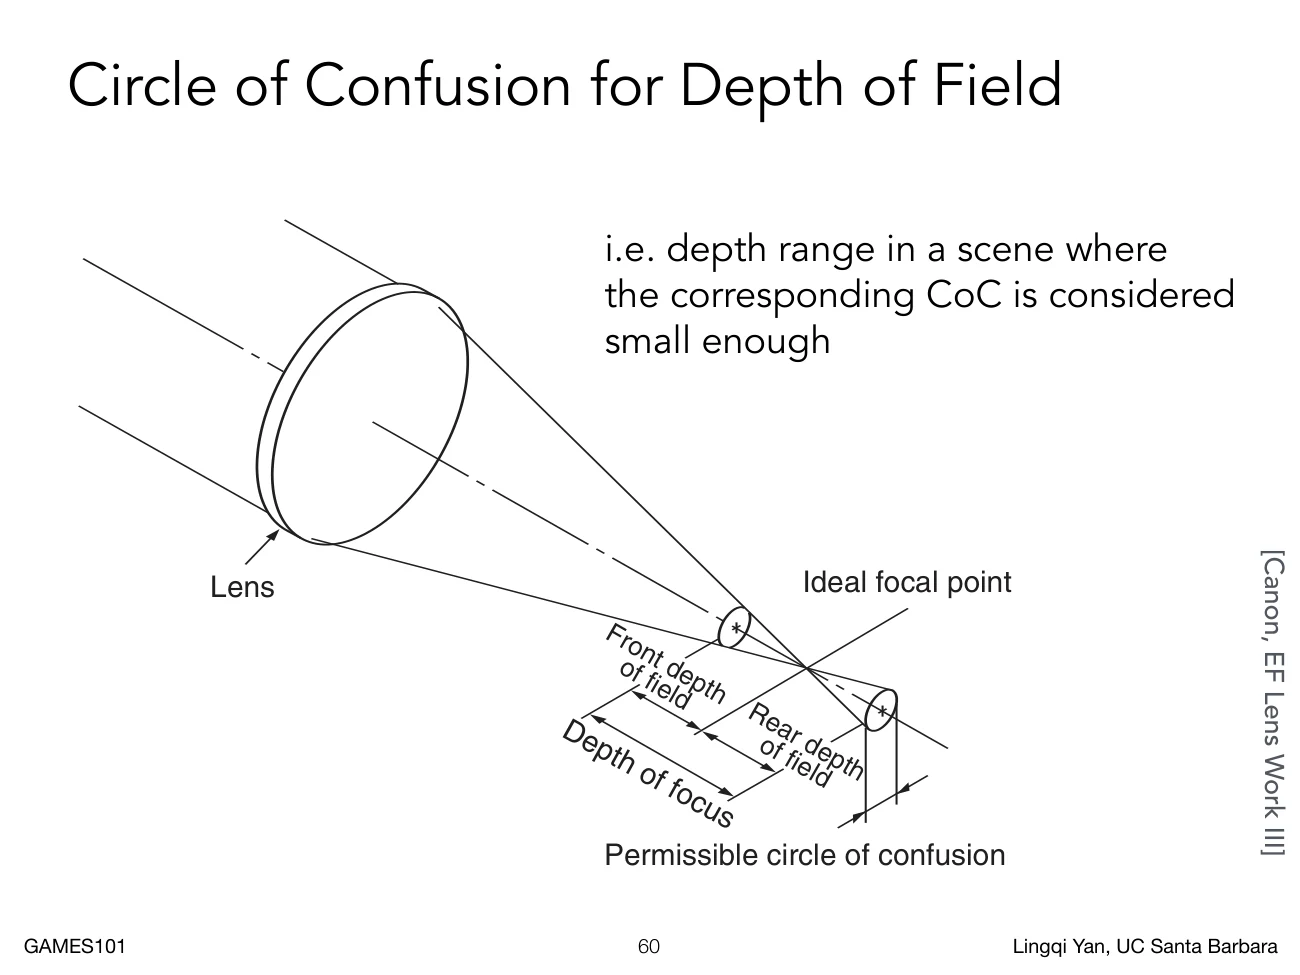 Circle of Confusion for Depth of Field
i.e. depth range in a scene where
the corresponding CoC is considered
small enough
Lens
Ideal focal point
Front depth
of field
Rear depth
of field
Depth of focus
Permissible circle of confusion
[Canon, EF Lens Work III]
GAMES101
60
Lingqi Yan, UC Santa Barbara